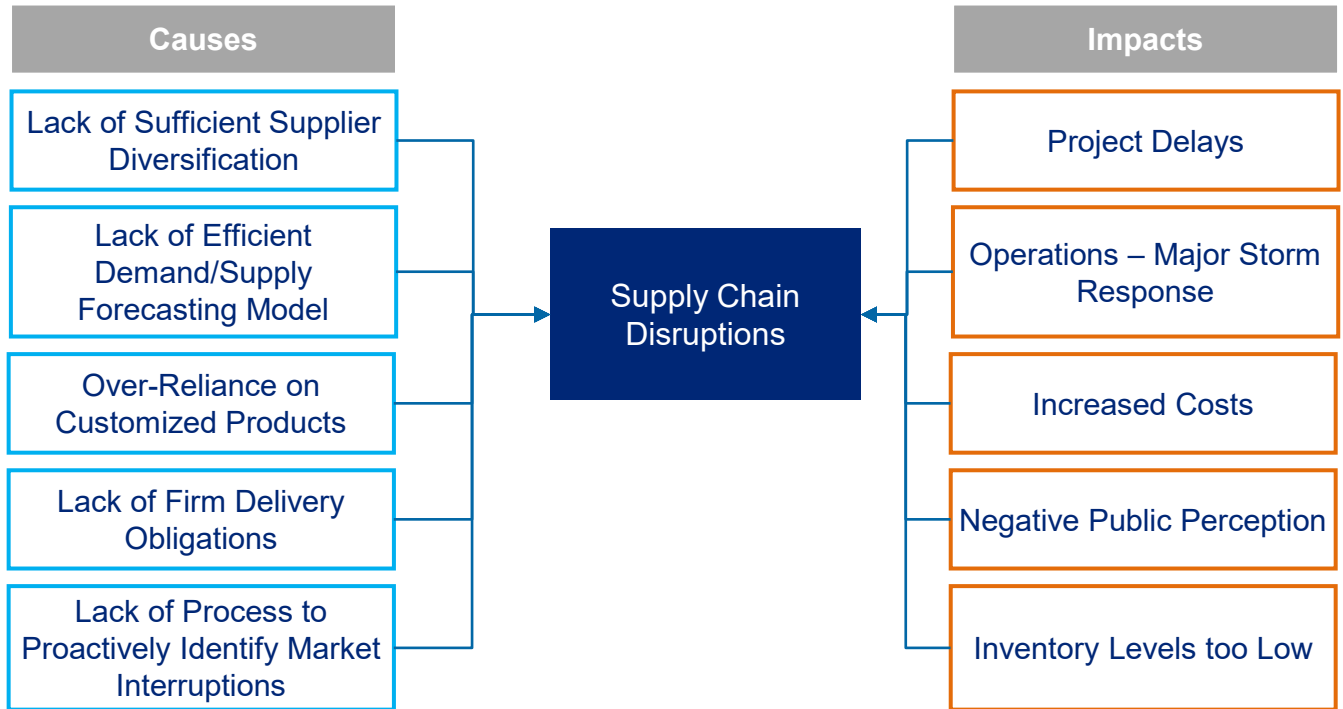 Causes
Lack of Sufficient Supplier
Diversification
Lack of Efficient
Demand/Supply
Forecasting Model
Over-Reliance on
Customized Products
Lack of Firm Delivery
Obligations
Lack of Process to
Proactively Identify Market
Interruptions
Supply Chain
Disruptions
Impacts
Project Delays
Operations – Major Storm
Response
Increased Costs
Negative Public Perception
Inventory Levels too Low